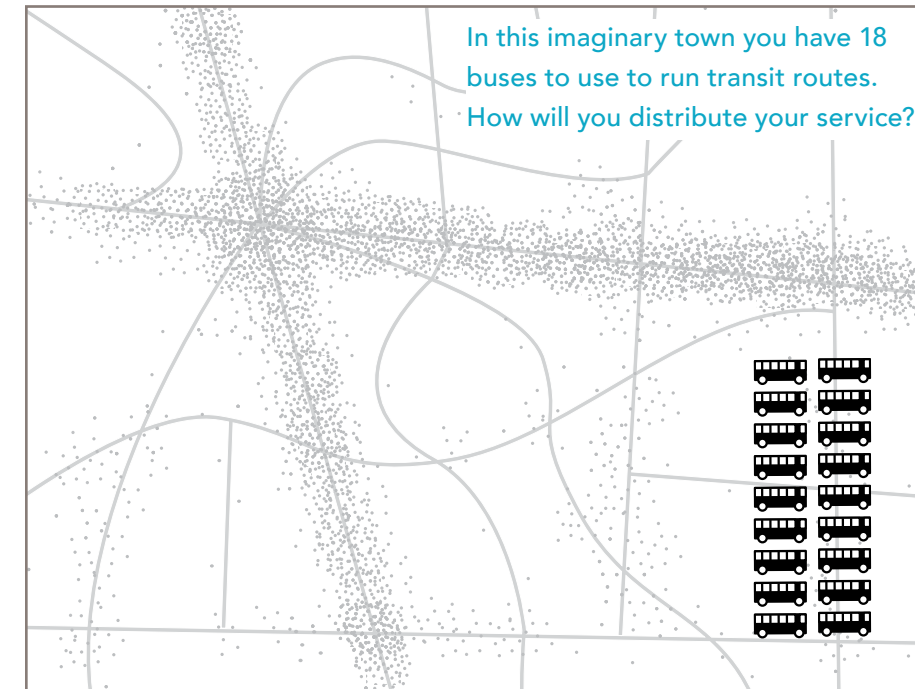 In this imaginary town you have 18
buses to use to run transit routes.
How will you distribute your service?